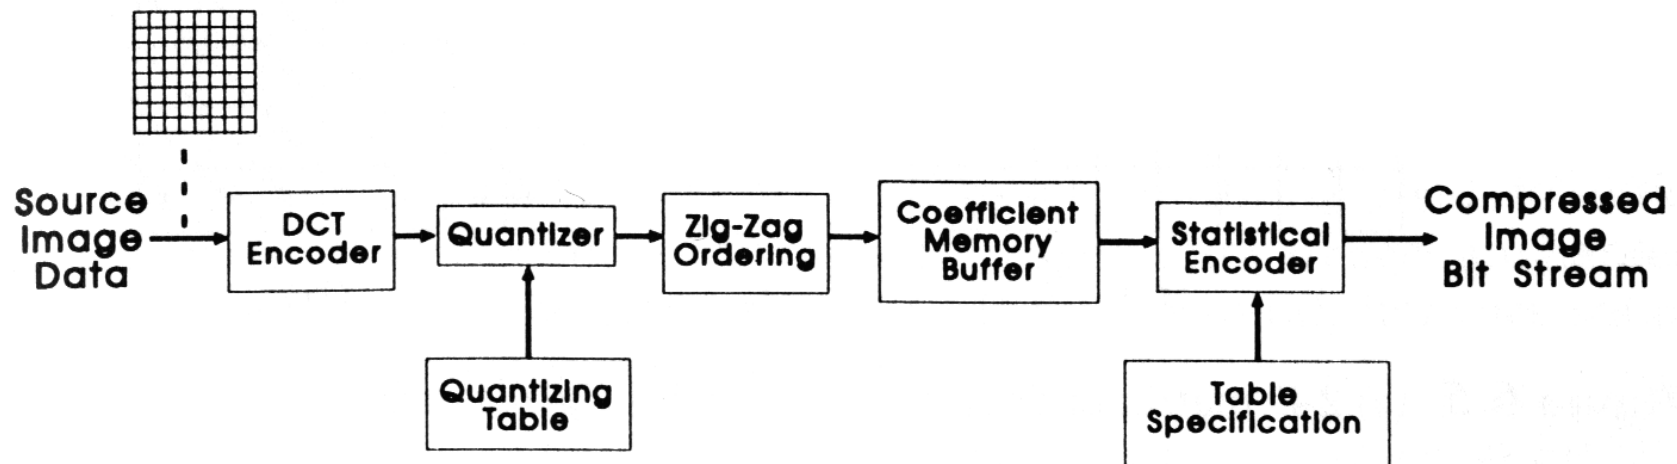 Source
Image
Data
DCT
Encoder
Quantizer
Zig-Zag
Ordering
Coefficient
Memory
Buffer
Statistical
Encoder
Compressed
Image
Bit Stream
Quantizing
Table
Table
Specification